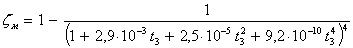 ζ_м = 1 − 1 / (1 + 2,9·10⁻³ t₃ + 2,5·10⁻⁵ t₃² + 9,2·10⁻¹⁰ t₃⁴)⁴